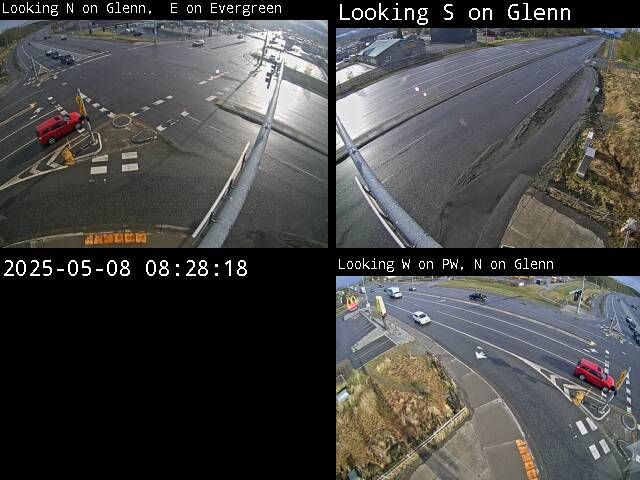 Looking N on Glenn,  E on Evergreen
Looking S on Glenn
2025-05-08 08:28:18
Looking W on PW, N on Glenn